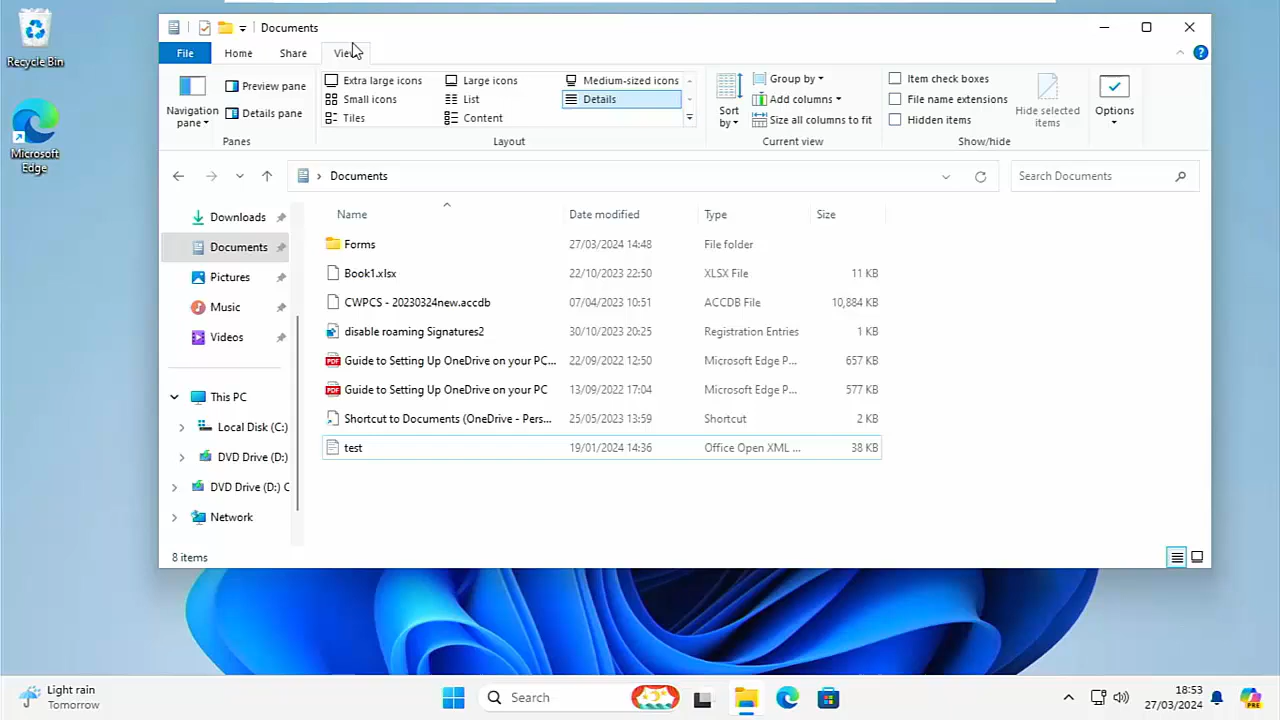 Recycle Bin
Microsoft
Edge
Documents
File Home Share View
Navigation
pane
Preview pane
Details pane
Panes
Extra large icons Large icons Medium-sized icons
Small icons List Details
Tiles Content
Layout
Sort
by
Group by
Add columns
Size all columns to fit
Current view
Item check boxes
File name extensions
Hidden items
Hide selected
items
Show/hide
Options
Documents
Search Documents
Name Date modified Type Size
Downloads
Documents
Pictures
Music
Videos
This PC
Local Disk (C:)
DVD Drive (D:)
DVD Drive (D:) C
Network
Forms 27/03/2024 14:48 File folder
Book1.xlsx 22/10/2023 22:50 XLSX File 11 KB
CWPCS - 20230324new.accdb 07/04/2023 10:51 ACCDB File 10,884 KB
disable roaming Signatures2 30/10/2023 20:25 Registration Entries 1 KB
PDF Guide to Setting Up OneDrive on your PC... 22/09/2022 12:50 Microsoft Edge P... 657 KB
PDF Guide to Setting Up OneDrive on your PC 13/09/2022 17:04 Microsoft Edge P... 577 KB
Shortcut to Documents (OneDrive - Pers... 25/05/2023 13:59 Shortcut 2 KB
test 19/01/2024 14:36 Office Open XML ... 38 KB
8 items
Light rain
Tomorrow
Search
18:53
27/03/2024
PRE